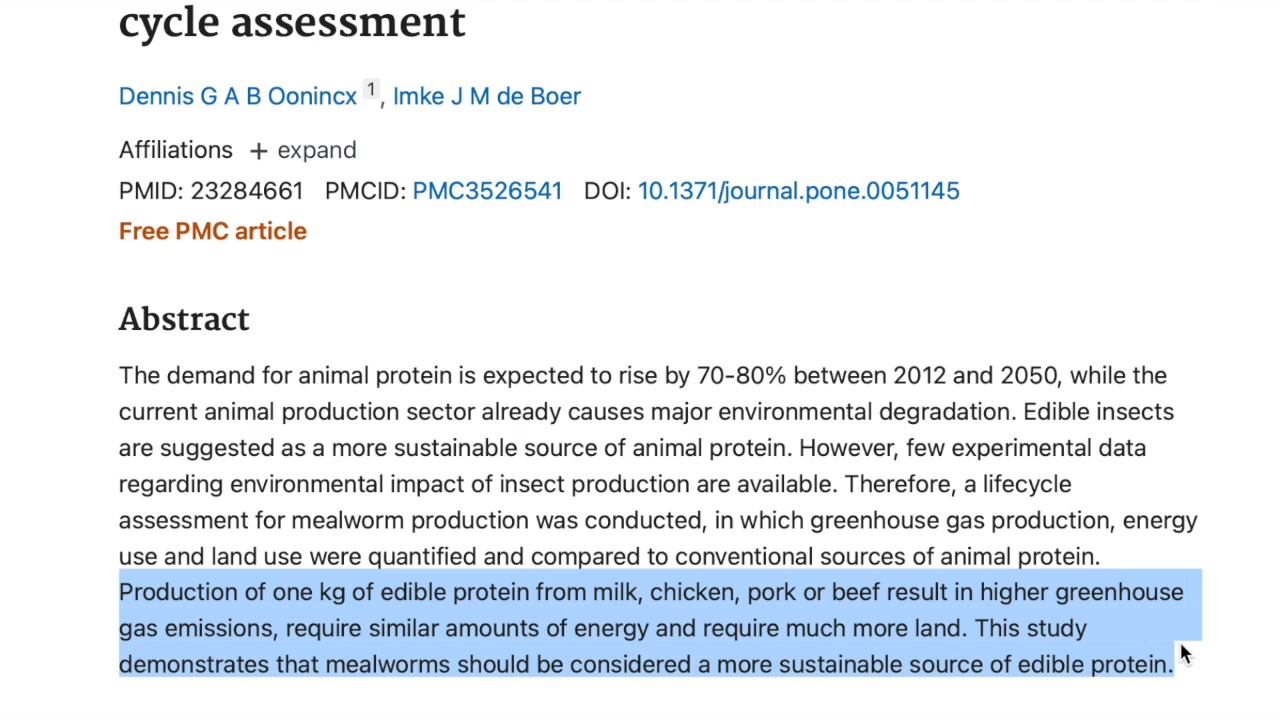 cycle assessment
Dennis G A B Oonincx 1, Imke J M de Boer
Affiliations + expand
PMID: 23284661 PMCID: PMC3526541 DOI: 10.1371/journal.pone.0051145
Free PMC article
Abstract
The demand for animal protein is expected to rise by 70-80% between 2012 and 2050, while the
current animal production sector already causes major environmental degradation. Edible insects
are suggested as a more sustainable source of animal protein. However, few experimental data
regarding environmental impact of insect production are available. Therefore, a lifecycle
assessment for mealworm production was conducted, in which greenhouse gas production, energy
use and land use were quantified and compared to conventional sources of animal protein.
Production of one kg of edible protein from milk, chicken, pork or beef result in higher greenhouse
gas emissions, require similar amounts of energy and require much more land. This study
demonstrates that mealworms should be considered a more sustainable source of edible protein.